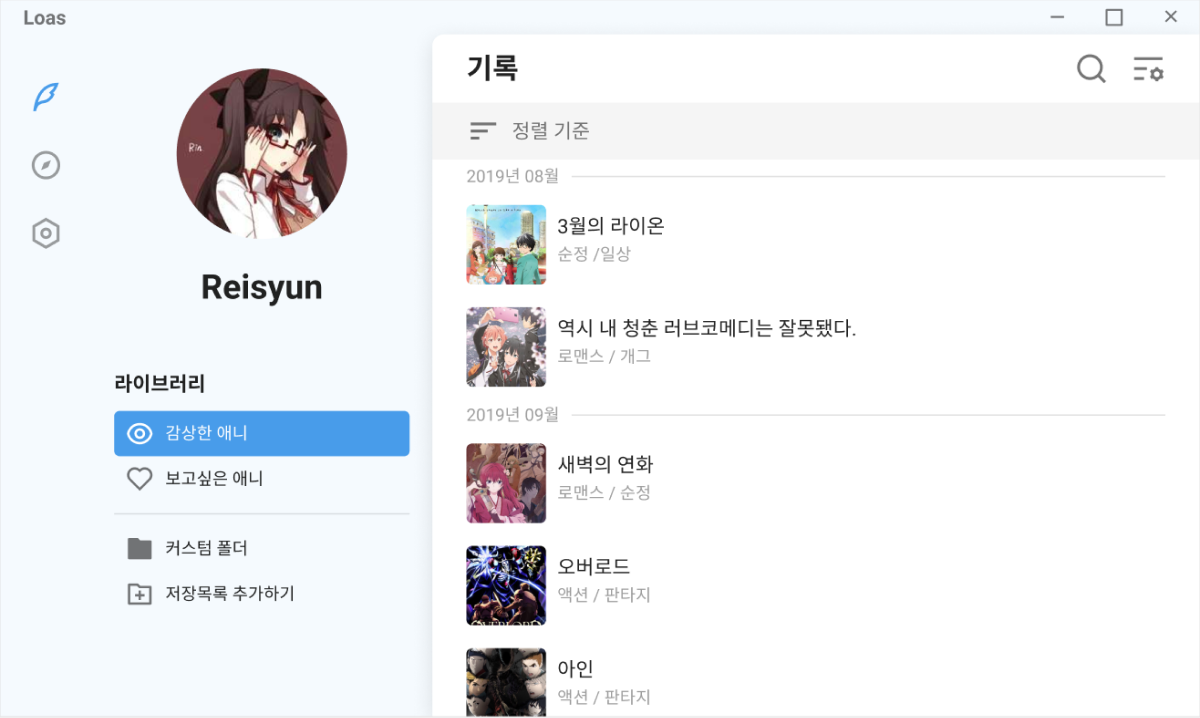 Loas
Rin
Reisyun
라이브러리
감상한 애니
보고싶은 애니
커스텀 폴더
저장목록 추가하기
기록
정렬 기준
2019년 08월
3월의 라이온
순정 /일상
역시 내 청춘 러브코메디는 잘못됐다.
로맨스 / 개그
2019년 09월
새벽의 연화
로맨스 / 순정
오버로드
액션 / 판타지
OVERLORD
아인
액션 / 판타지